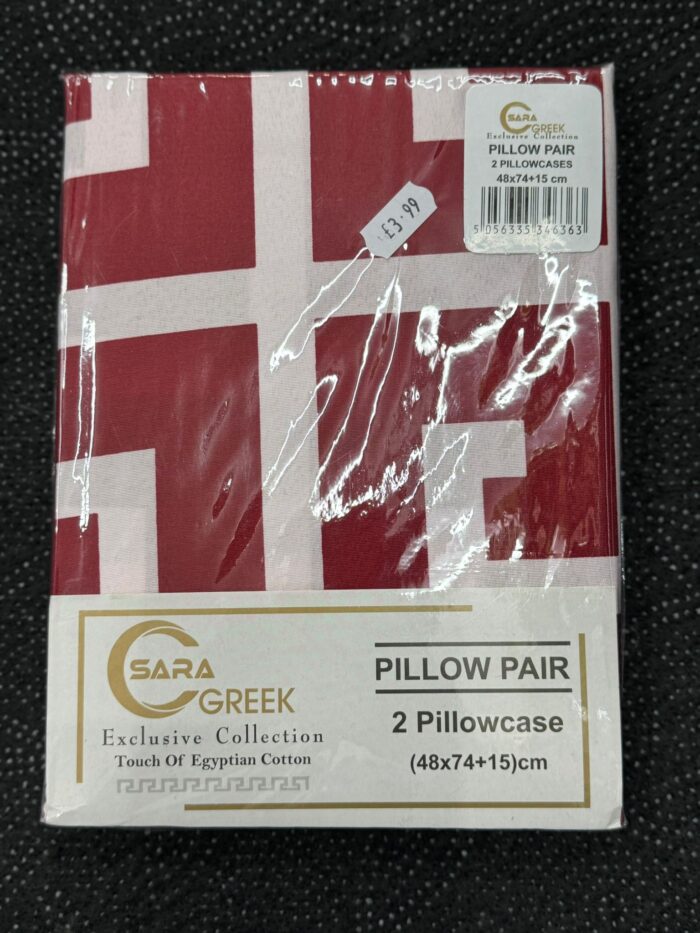 SARA
GREEK
Exclusive Collection
PILLOW PAIR
2 PILLOWCASES
48x74+15 cm
5 056335 346363
£3.99
SARA
GREEK
Exclusive Collection
Touch Of Egyptian Cotton
PILLOW PAIR
2 Pillowcase
(48x74+15)cm